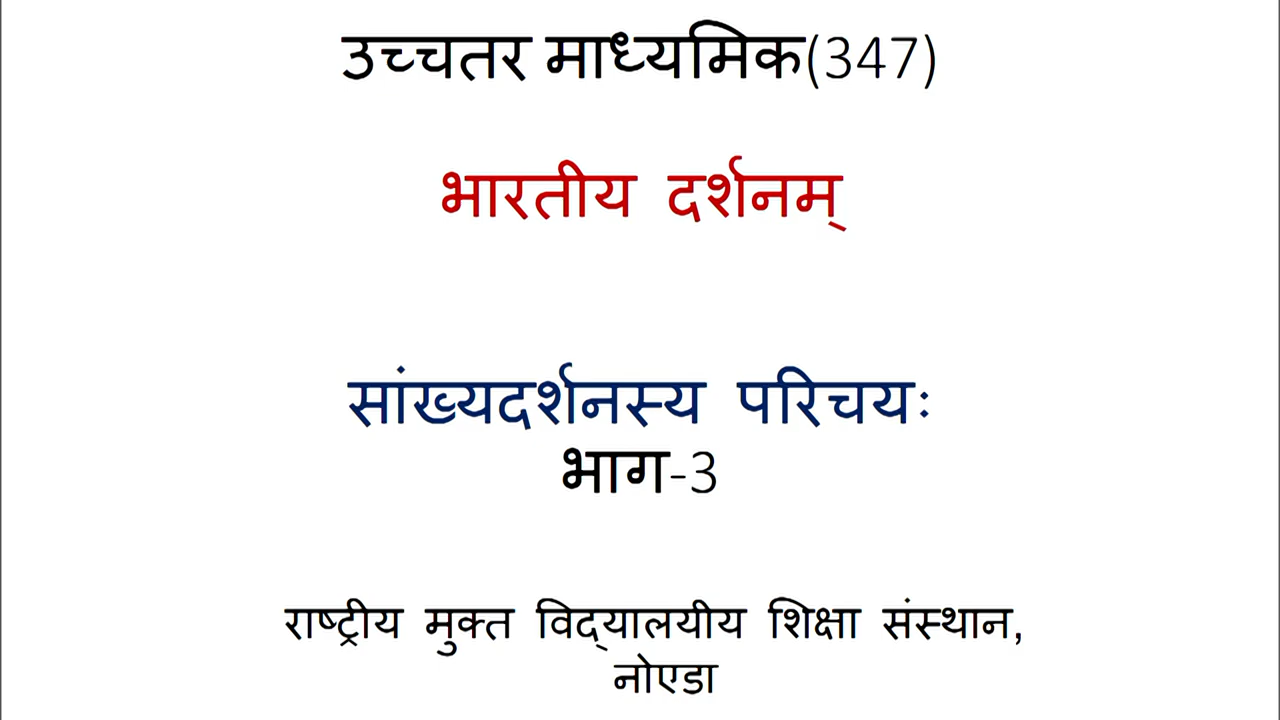 उच्चतर माध्यमिक(347)
भारतीय दर्शनम्
सांख्यदर्शनस्य परिचयः
भाग-3
राष्ट्रीय मुक्त विद्‌यालयीय शिक्षा संस्थान,
नोएडा